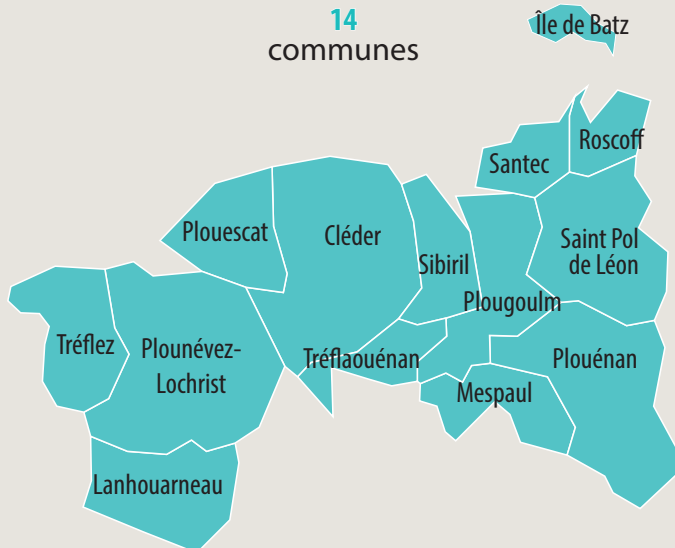 14
communes
Île de Batz
Roscoff
Santec
Plouescat
Cléder
Saint Pol
de Léon
Sibiril
Plougoulm
Tréflez
Plounévez-
Lochrist
Tréflaouénan
Plouénan
Mespaul
Lanhouarneau